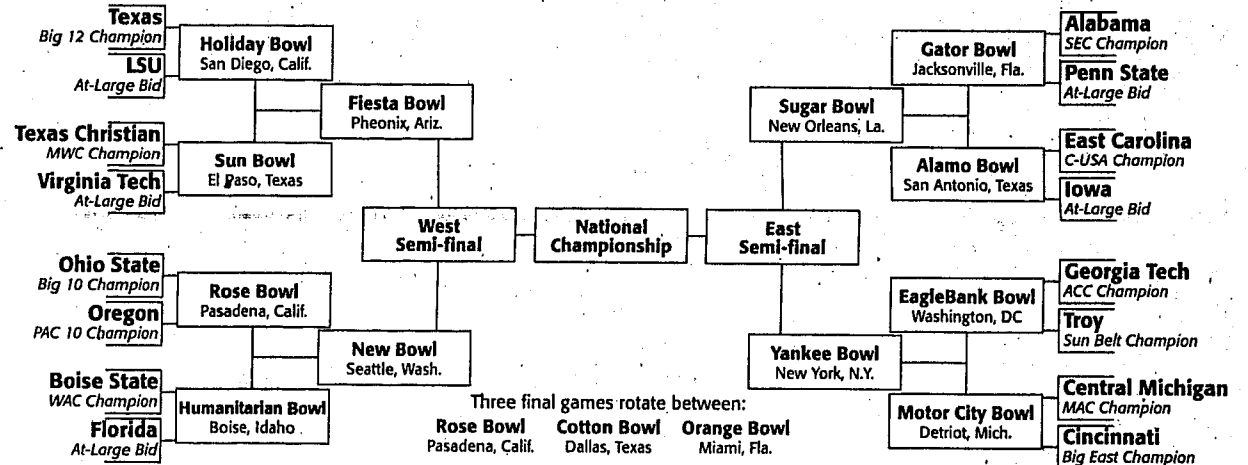 Texas
Big 12 Champion
LSU
At-Large Bid
Texas Christian
MWC Champion
Virginia Tech
At-Large Bid
Ohio State
Big 10 Champion
Oregon
PAC 10 Champion
Boise State
WAC Champion
Florida
At-Large Bid
Holiday Bowl
San Diego, Calif.
Sun Bowl
El Paso, Texas
Rose Bowl
Pasadena, Calif.
Humanitarian Bowl
Boise, Idaho
Fiesta Bowl
Pheonix, Ariz.
New Bowl
Seattle, Wash.
West
Semi-final
National
Championship
East
Semi-final
Sugar Bowl
New Orleans, La.
Yankee Bowl
New York, N.Y.
Gator Bowl
Jacksonville, Fla.
Alamo Bowl
San Antonio, Texas
EagleBank Bowl
Washington, DC
Motor City Bowl
Detriot, Mich.
Alabama
SEC Champion
Penn State
At-Large Bid
East Carolina
C-USA Champion
Iowa
At-Large Bid
Georgia Tech
ACC Champion
Troy
Sun Belt Champion
Central Michigan
MAC Champion
Cincinnati
Big East Champion
Three final games rotate between:
Rose Bowl
Pasadena, Calif.
Cotton Bowl
Dallas, Texas
Orange Bowl
Miami, Fla.